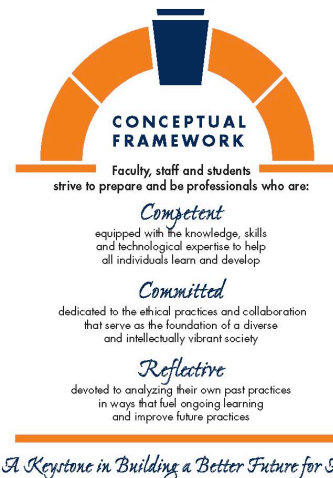 CONCEPTUAL
FRAMEWORK
Faculty, staff and students
strive to prepare and be professionals who are:
Competent
equipped with the knowledge, skills
and technological expertise to help
all individuals learn and develop
Committed
dedicated to the ethical practices and collaboration
that serve as the foundation of a diverse
and intellectually vibrant society
Reflective
devoted to analyzing their own past practices
in ways that fuel ongoing learning
and improve future practices
A Keystone in Building a Better Future for